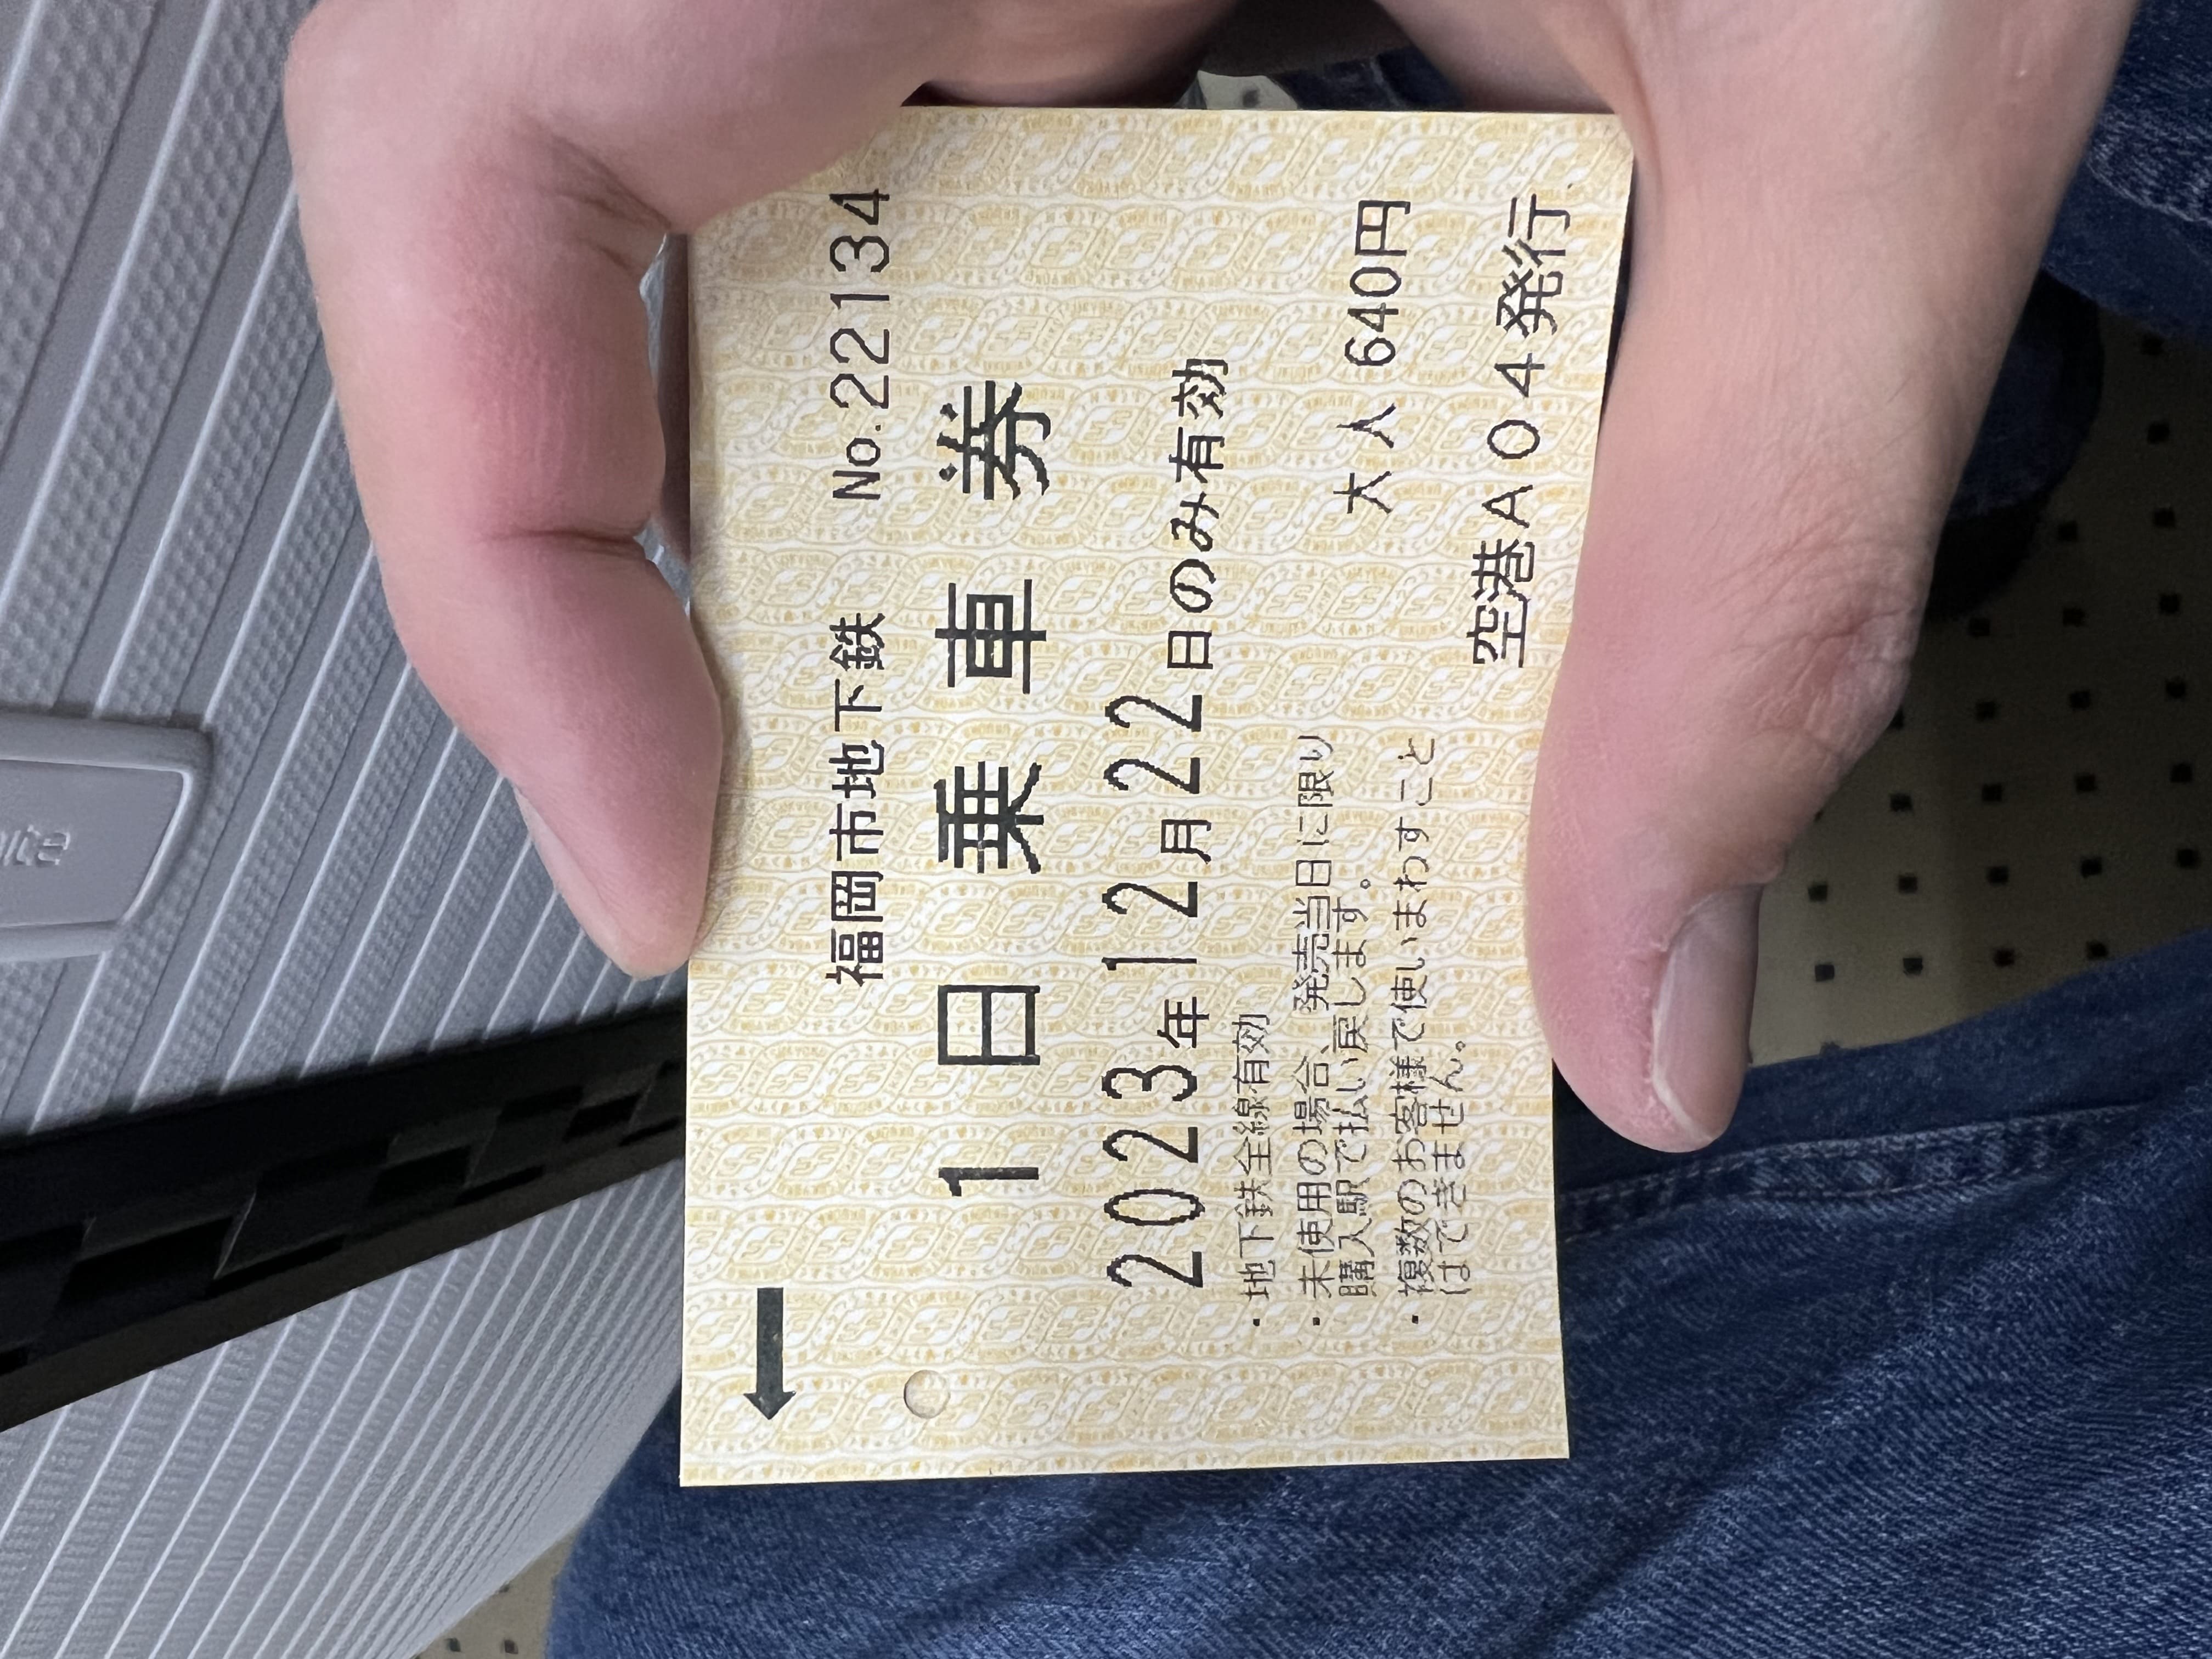 福岡市地下鉄 No.22134
1日乗車券
2023年12月22日のみ有効
・地下鉄全線有効
・未使用の場合、発売当日に限り
購入駅で払い戻します。
・複数のお客様で使いまわすこと
はできません。
大人 640円
空港A04発行